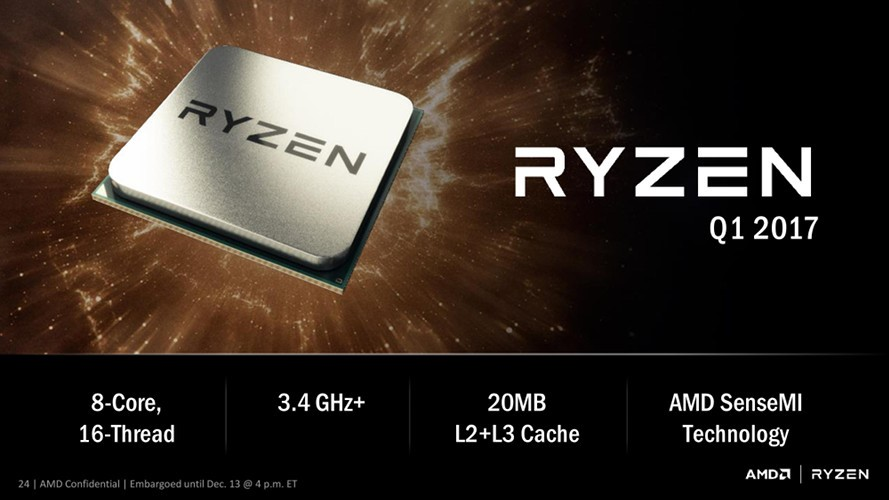 RYZEN
RYZEN
Q1 2017
8-Core,
16-Thread
3.4 GHz+
20MB
L2+L3 Cache
AMD SenseMI
Technology
24 | AMD Confidential | Embargoed until Dec. 13 @ 4 p.m. ET
AMD | RYZEN